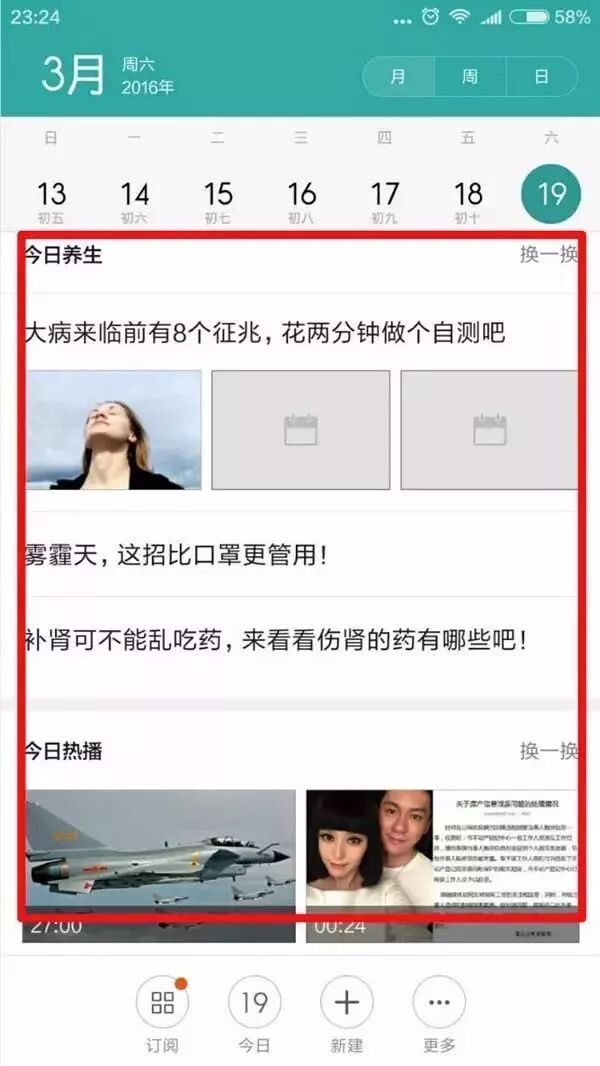 23:24
58%
3月
周六
2016年
月
周
日
日
一
二
三
四
五
六
13
14
15
16
17
18
19
初五
初六
初七
初八
初九
初十
今日养生
换一换
大病来临前有8个征兆，花两分钟做个自测吧
雾霾天，这招比口罩更管用！
补肾可不能乱吃药，来看看伤肾的药有哪些吧！
今日热播
换一换
关于房产信息泄露问题的处理情况
27:00
00:24
19
订阅
今日
新建
更多